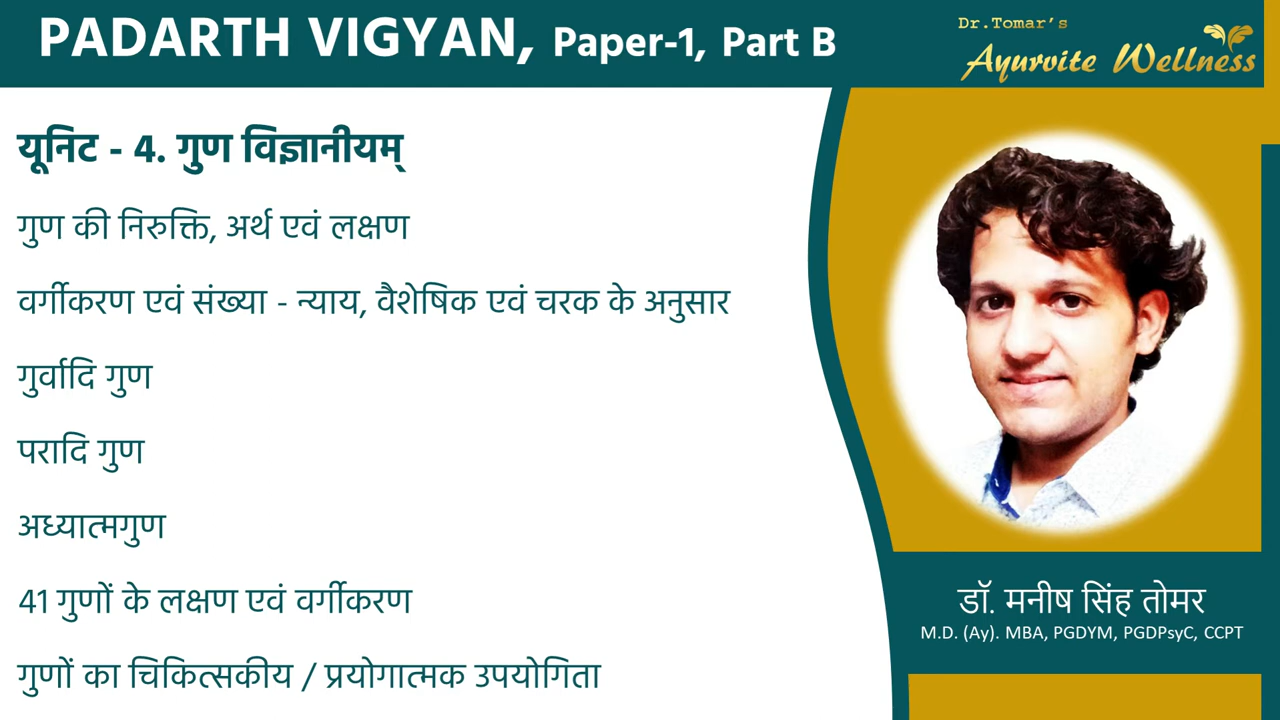 PADARTH VIGYAN, Paper-1, Part B
Dr.Tomar's
Ayurvite Wellness
यूनिट - 4. गुण विज्ञानीयम्
गुण की निरुक्ति, अर्थ एवं लक्षण
वर्गीकरण एवं संख्या - न्याय, वैशेषिक एवं चरक के अनुसार
गुर्वादि गुण
परादि गुण
अध्यात्मगुण
41 गुणों के लक्षण एवं वर्गीकरण
गुणों का चिकित्सकीय / प्रयोगात्मक उपयोगिता
डॉ. मनीष सिंह तोमर
M.D. (Ay). MBA, PGDYM, PGDPsyC, CCPT